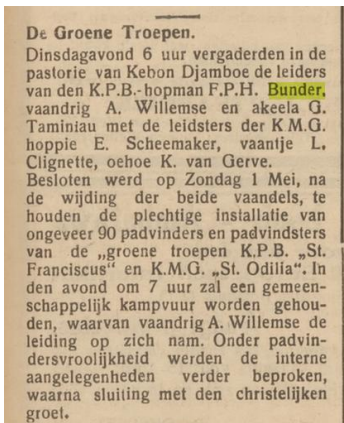 De Groene Troepen.
Dinsdagavond 6 uur vergaderden in de
pastorie van Kebon Djamboe de leiders
van den K.P.B.-hopman F.P.H. Bunder,
vaandrig A. Willemse en akeela G.
Taminiau met de leidsters der K M.G.
hoppie E. Scheemaker, vaantje L.
Clignette, oehoe K. van Gerve.
Besloten werd op Zondag 1 Mei, na
de wijding der beide vaandels, te
houden de plechtige installatie van
ongeveer 90 padvinders en padvindsters
van de „groene troepen K.P.B. „St.
Franciscus“ en K.M.G. „St. Odilia“. In
den avond om 7 uur zal een gemeen-
schappelijk kampvuur worden gehou-
den, waarvan vaandrig A. Willemse de
leiding op zich nam. Onder padvin-
dersvroolijkheid werden de interne
aangelegenheden verder beproken,
waarna sluiting met den christelijken
groet.